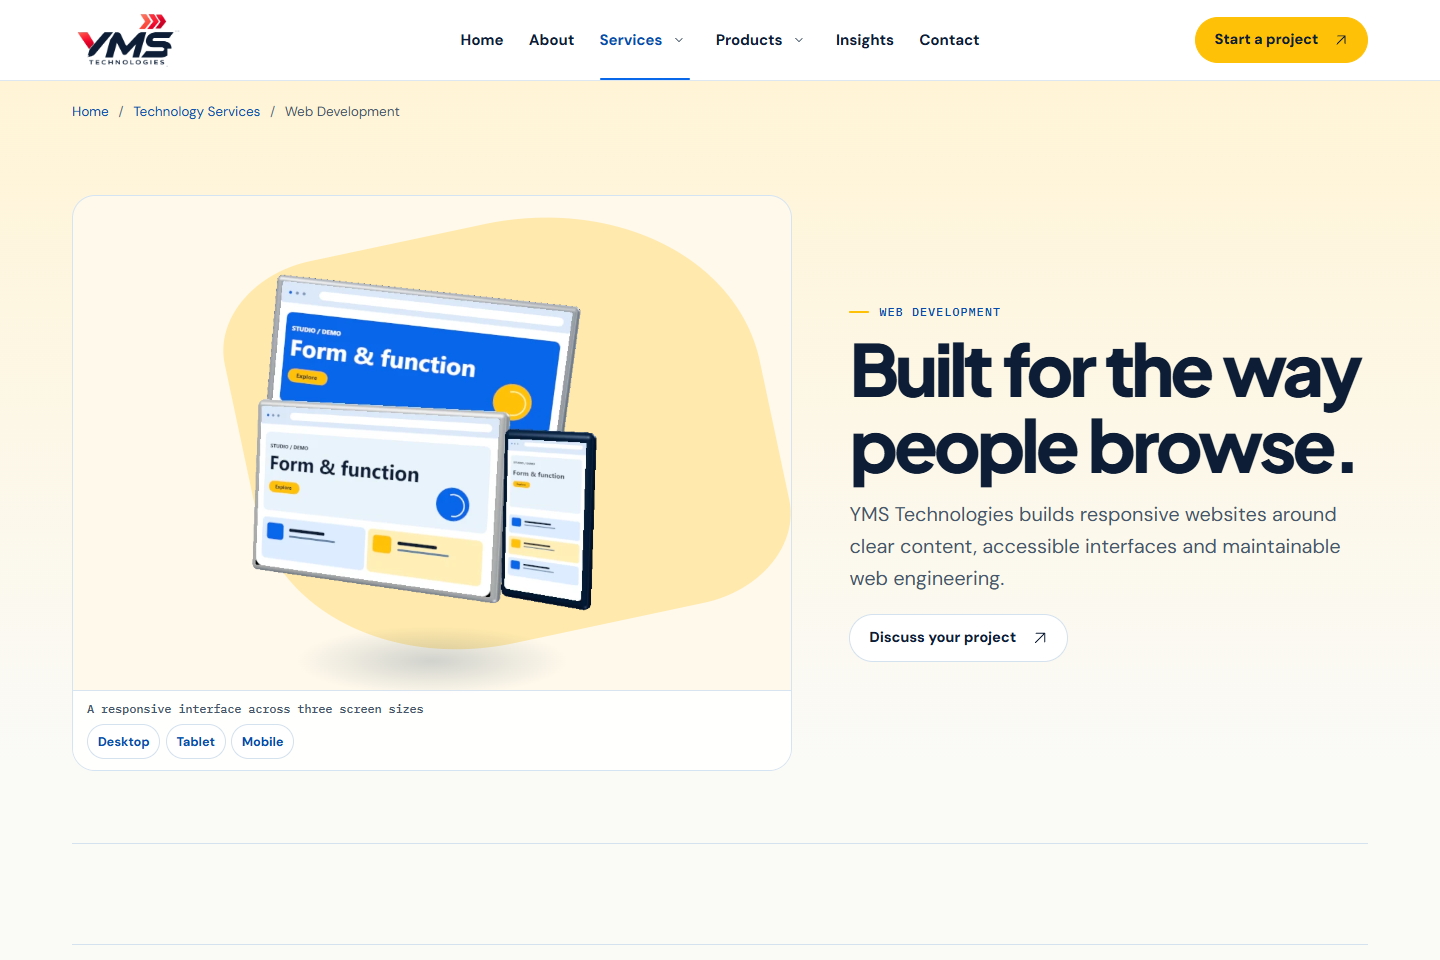 YMS
TECHNOLOGIES
Home
About
Services
Products
Insights
Contact
Start a project
Home / Technology Services / Web Development
STUDIO / DEMO
Form & function
Explore
STUDIO / DEMO
Form & function
Explore
Form & function
A responsive interface across three screen sizes
Desktop
Tablet
Mobile
WEB DEVELOPMENT
Built for the way
people browse.
YMS Technologies builds responsive websites around
clear content, accessible interfaces and maintainable
web engineering.
Discuss your project